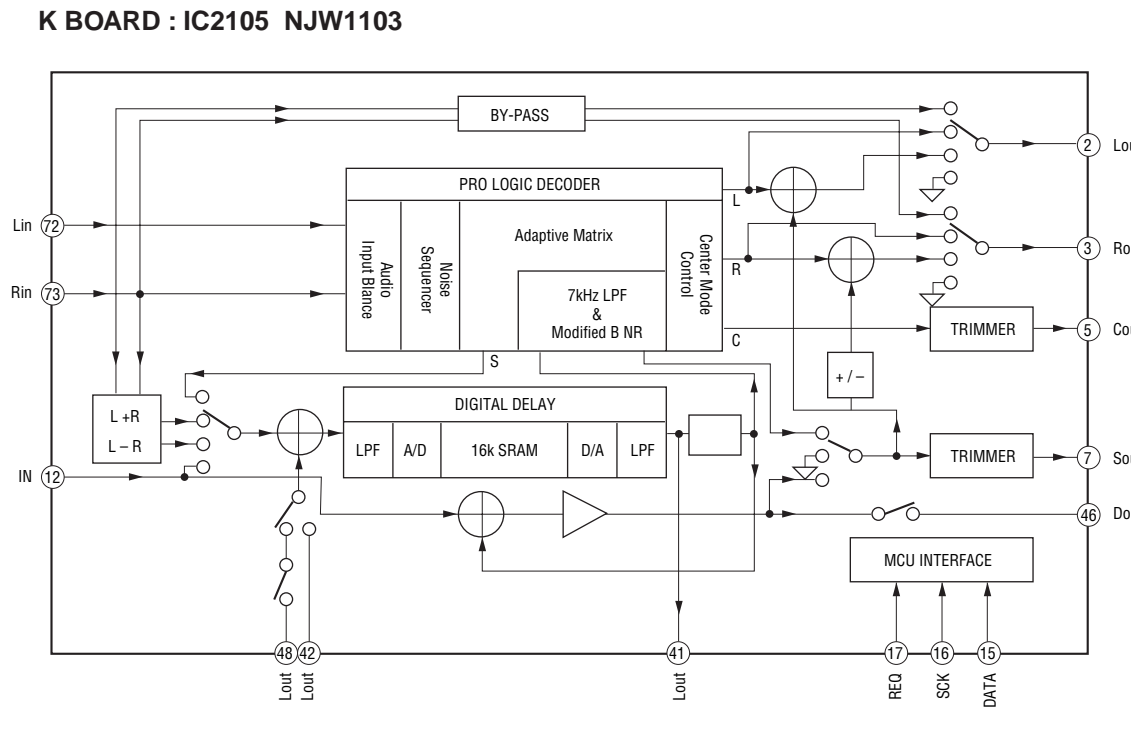 K BOARD : IC2105 NJW1103
BY-PASS
2 Lou
PRO LOGIC DECODER
L
Lin 72
Audio
Input Blance
Noise
Sequencer
Adaptive Matrix
Center Mode
Control
R
3 Ro
Rin 73
7kHz LPF
&
Modified B NR
C
TRIMMER
5 Cou
S
+ / –
L +R
L – R
DIGITAL DELAY
LPF
A/D
16k SRAM
D/A
LPF
TRIMMER
7 Sou
IN 12
46 Do
MCU INTERFACE
48
42
41
17
16
15
Lout
Lout
Lout
REQ
SCK
DATA